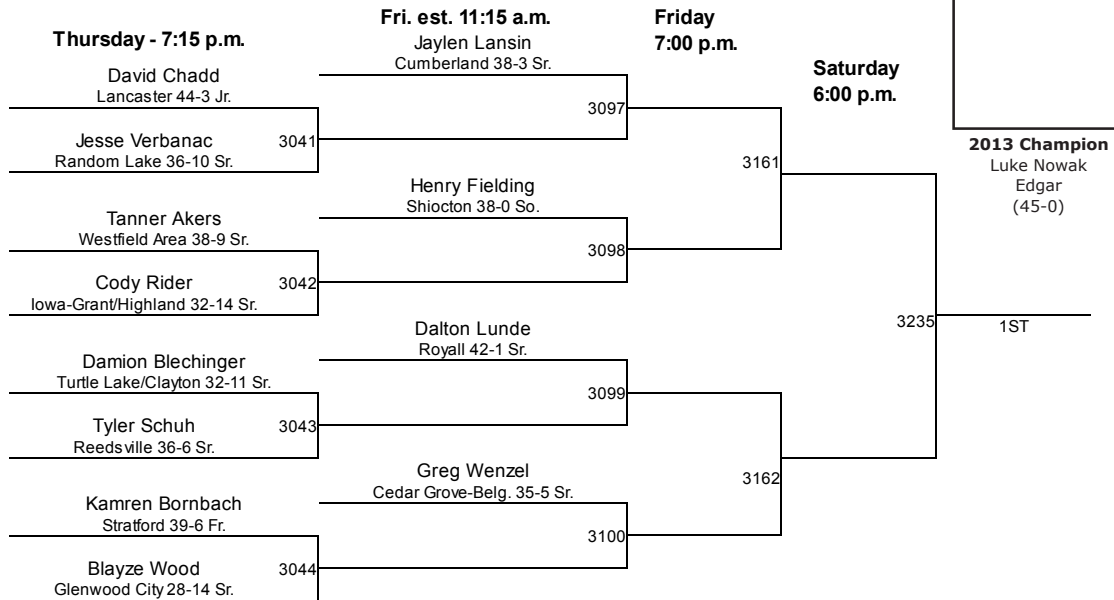 Thursday - 7:15 p.m.
David Chadd
Lancaster 44-3 Jr.
Jesse Verbanac
Random Lake 36-10 Sr.
3041
Tanner Akers
Westfield Area 38-9 Sr.
Cody Rider
Iowa-Grant/Highland 32-14 Sr.
3042
Damion Blechinger
Turtle Lake/Clayton 32-11 Sr.
Tyler Schuh
Reedsville 36-6 Sr.
3043
Kamren Bornbach
Stratford 39-6 Fr.
Blayze Wood
Glenwood City 28-14 Sr.
3044
Fri. est. 11:15 a.m.
Jaylen Lansin
Cumberland 38-3 Sr.
3097
Henry Fielding
Shiocton 38-0 So.
3098
Dalton Lunde
Royall 42-1 Sr.
3099
Greg Wenzel
Cedar Grove-Belg. 35-5 Sr.
3100
Friday
7:00 p.m.
3161
3162
Saturday
6:00 p.m.
3235
1ST
2013 Champion
Luke Nowak
Edgar
(45-0)